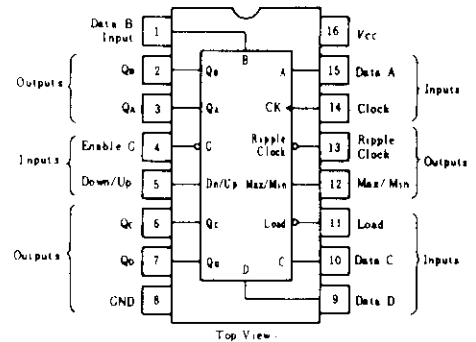 Data B
Input
1
16
Vcc
B
Outputs
QB
2
QB
A
15
Data A
Inputs
QA
3
QA
CK
14
Clock
Inputs
Enable G
4
G
Ripple
Clock
13
Ripple
Clock
Outputs
Down/Up
5
Dn/Up
Max/Min
12
Max/Min
Outputs
QC
6
QC
Load
11
Load
Inputs
QD
7
C
10
Data C
GND
8
D
9
Data D
Top View